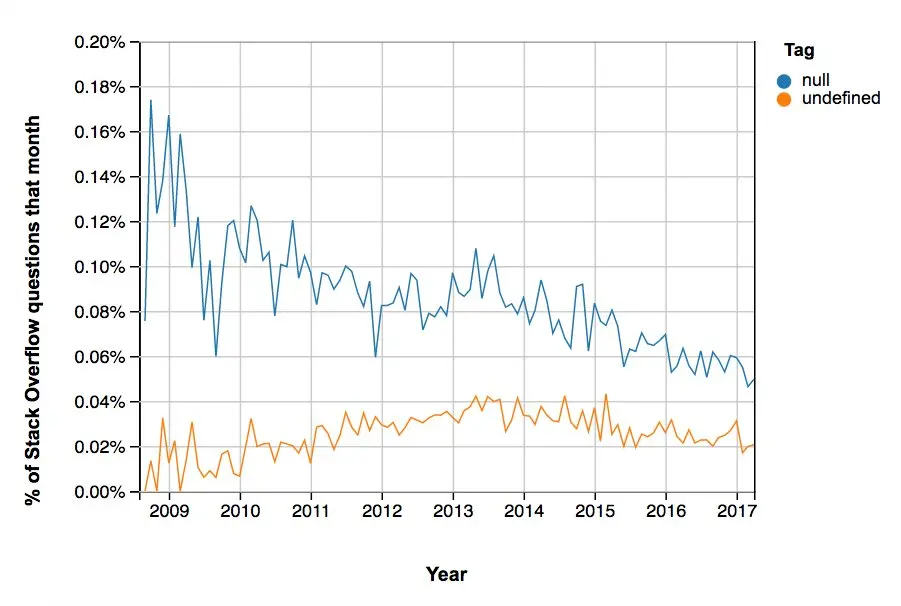 % of Stack Overflow questions that month
0.20%
0.18%
0.16%
0.14%
0.12%
0.10%
0.08%
0.06%
0.04%
0.02%
0.00%
2009 2010 2011 2012 2013 2014 2015 2016 2017
Year
Tag
null
undefined